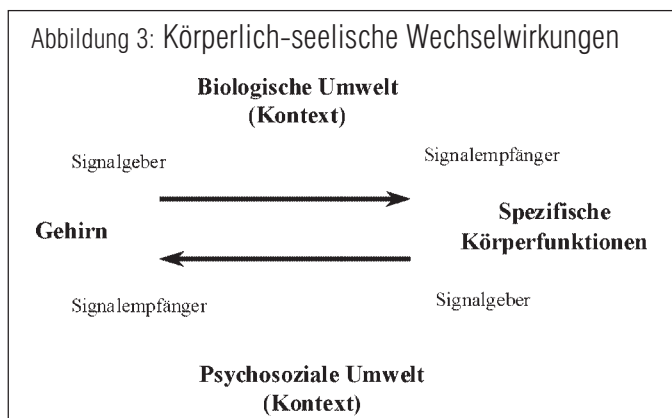 Abbildung 3: Körperlich-seelische Wechselwirkungen
Biologische Umwelt
(Kontext)
Signalgeber
Signalempfänger
Gehirn
Spezifische
Körperfunktionen
Signalempfänger
Signalgeber
Psychosoziale Umwelt
(Kontext)